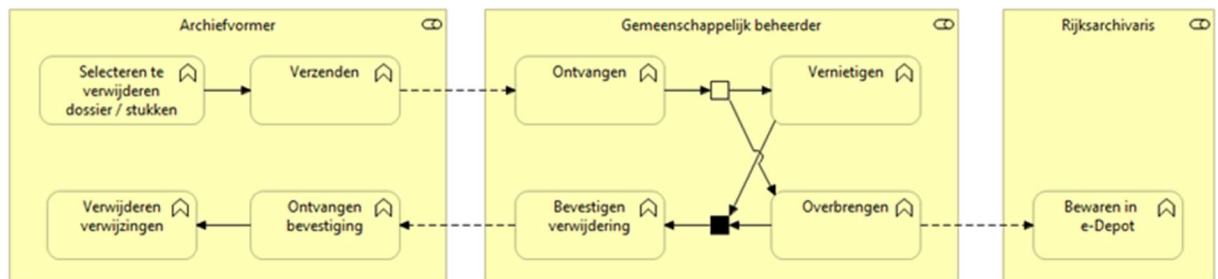 Archiefvormer
Selecteren te
verwijderen
dossier / stukken
Verzenden
Verwijderen
verwijzingen
Ontvangen
bevestiging
Gemeenschappelijk beheerder
Ontvangen
Vernietigen
Bevestigen
verwijdering
Overbrengen
Rijksarchivaris
Bewaren in
e-Depot